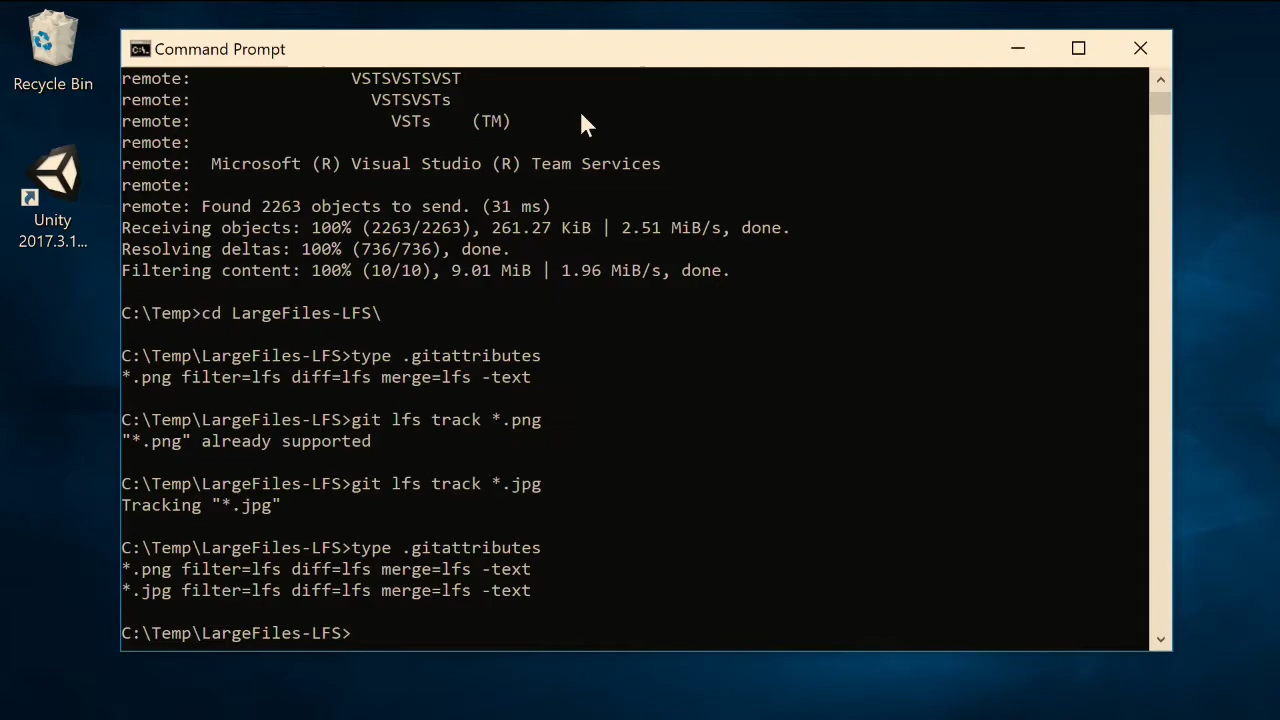 Recycle Bin
Unity
2017.3.1...
Command Prompt
remote:                VSTSVSTSVST
remote:                  VSTSVSTs
remote:                    VSTs    (TM)
remote:
remote:  Microsoft (R) Visual Studio (R) Team Services
remote:
remote: Found 2263 objects to send. (31 ms)
Receiving objects: 100% (2263/2263), 261.27 KiB | 2.51 MiB/s, done.
Resolving deltas: 100% (736/736), done.
Filtering content: 100% (10/10), 9.01 MiB | 1.96 MiB/s, done.
C:\Temp>cd LargeFiles-LFS\
C:\Temp\LargeFiles-LFS>type .gitattributes
*.png filter=lfs diff=lfs merge=lfs -text
C:\Temp\LargeFiles-LFS>git lfs track *.png
"*.png" already supported
C:\Temp\LargeFiles-LFS>git lfs track *.jpg
Tracking "*.jpg"
C:\Temp\LargeFiles-LFS>type .gitattributes
*.png filter=lfs diff=lfs merge=lfs -text
*.jpg filter=lfs diff=lfs merge=lfs -text
C:\Temp\LargeFiles-LFS>